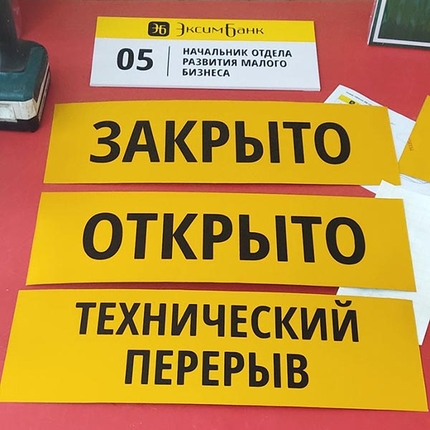 ЭБ ЭксимБанк
05
НАЧАЛЬНИК ОТДЕЛА
РАЗВИТИЯ МАЛОГО
БИЗНЕСА
ЗАКРЫТО
ОТКРЫТО
ТЕХНИЧЕСКИЙ
ПЕРЕРЫВ